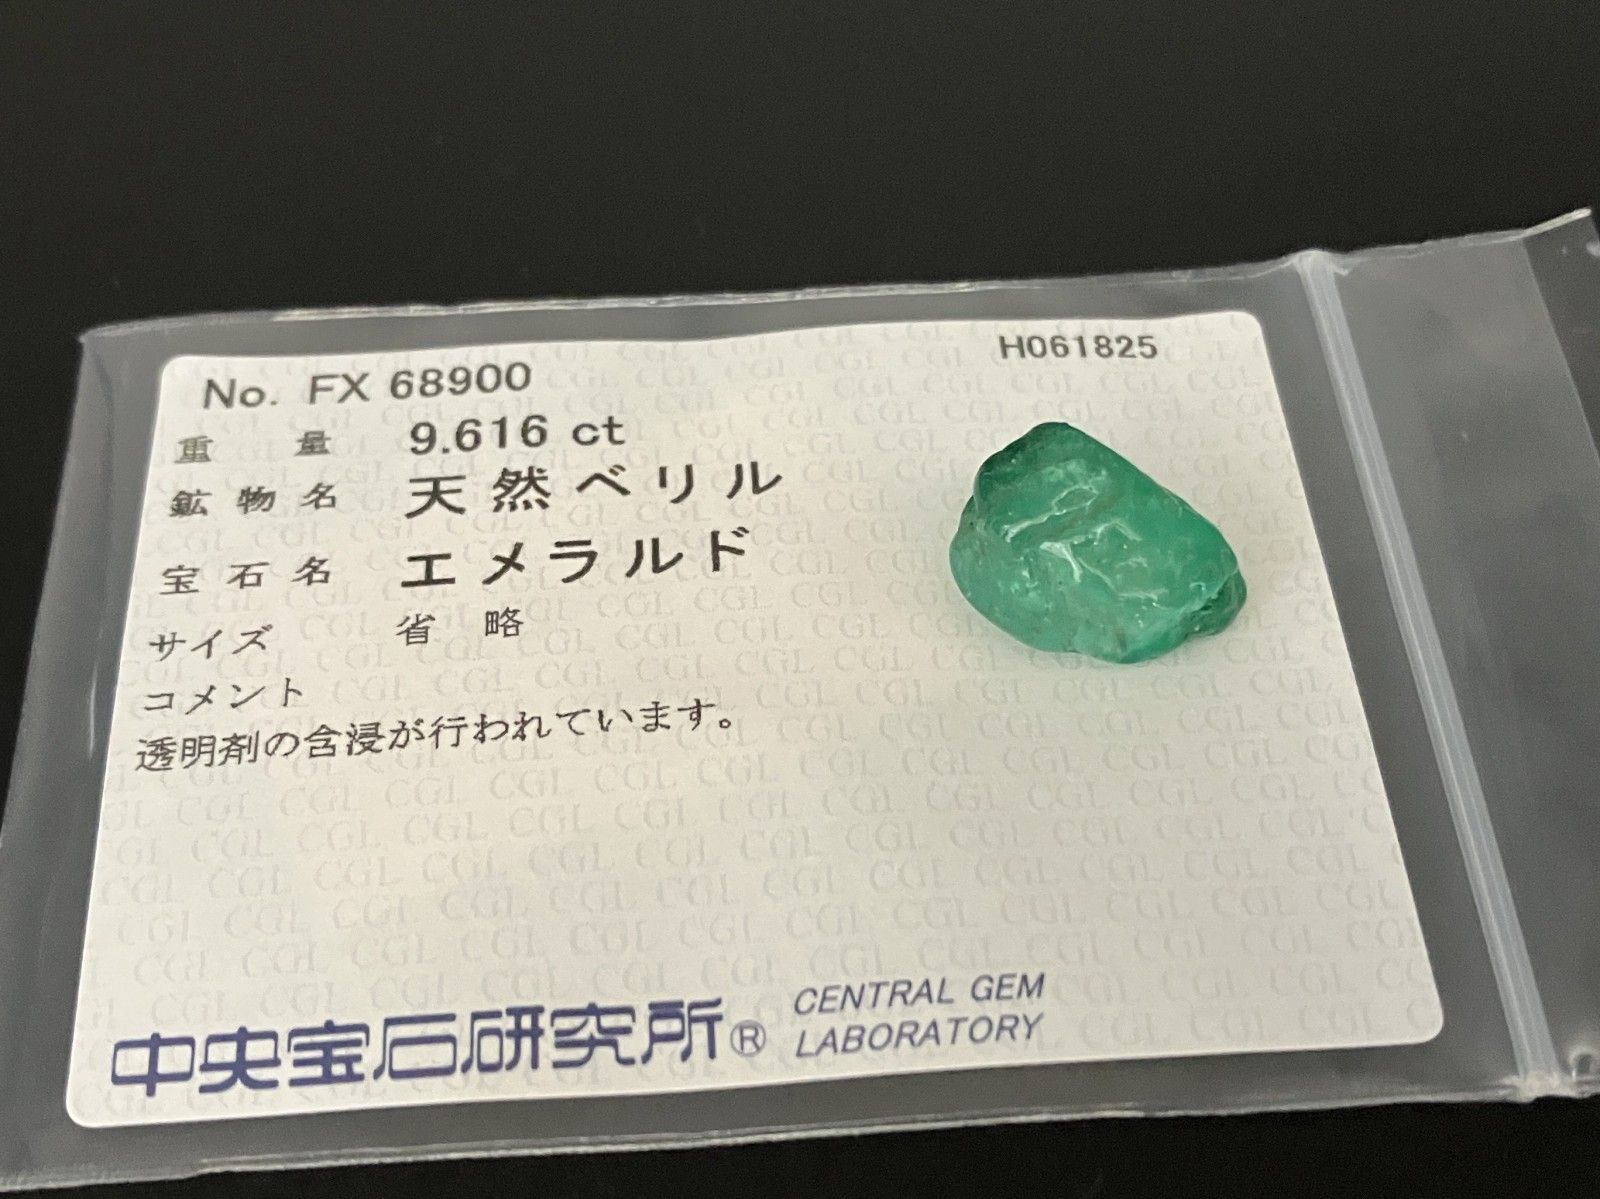 H061825
No. FX 68900
重量 9.616 ct
鉱物名 天然ベリル
宝石名 エメラルド
サイズ 省略
コメント
透明剤の含浸が行われています。
中央宝石研究所® CENTRAL GEM
LABORATORY